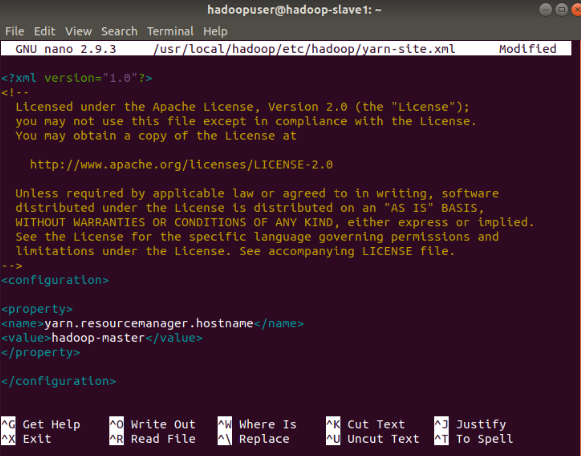 hadoopuser@hadoop-slave1: ~
File Edit View Search Terminal Help
GNU nano 2.9.3 /usr/local/hadoop/etc/hadoop/yarn-site.xml Modified
<?xml version="1.0"?>
<!--
Licensed under the Apache License, Version 2.0 (the "License");
you may not use this file except in compliance with the License.
You may obtain a copy of the License at
http://www.apache.org/licenses/LICENSE-2.0
Unless required by applicable law or agreed to in writing, software
distributed under the License is distributed on an "AS IS" BASIS,
WITHOUT WARRANTIES OR CONDITIONS OF ANY KIND, either express or implied.
See the License for the specific language governing permissions and
limitations under the License. See accompanying LICENSE file.
-->
<configuration>
<property>
<name>yarn.resourcemanager.hostname</name>
<value>hadoop-master</value>
</property>
</configuration>
^G Get Help ^O Write Out ^W Where Is ^K Cut Text ^J Justify
^X Exit ^R Read File ^\ Replace ^U Uncut Text ^T To Spell